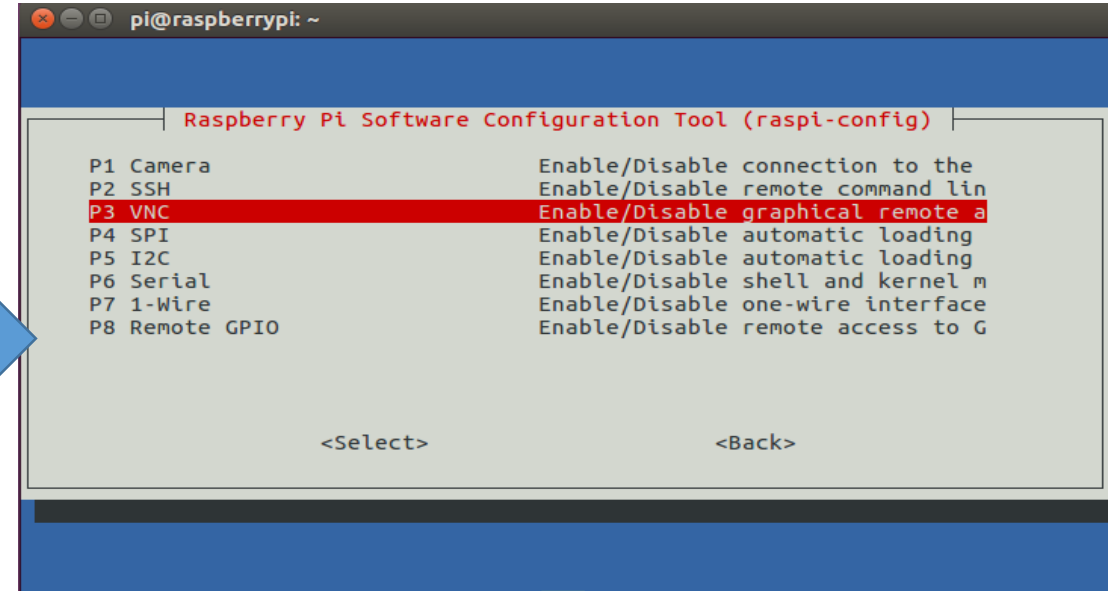 pi@raspberrypi: ~
Raspberry Pi Software Configuration Tool (raspi-config)
P1 Camera Enable/Disable connection to the
P2 SSH Enable/Disable remote command lin
P3 VNC Enable/Disable graphical remote a
P4 SPI Enable/Disable automatic loading
P5 I2C Enable/Disable automatic loading
P6 Serial Enable/Disable shell and kernel m
P7 1-Wire Enable/Disable one-wire interface
P8 Remote GPIO Enable/Disable remote access to G
<Select> <Back>